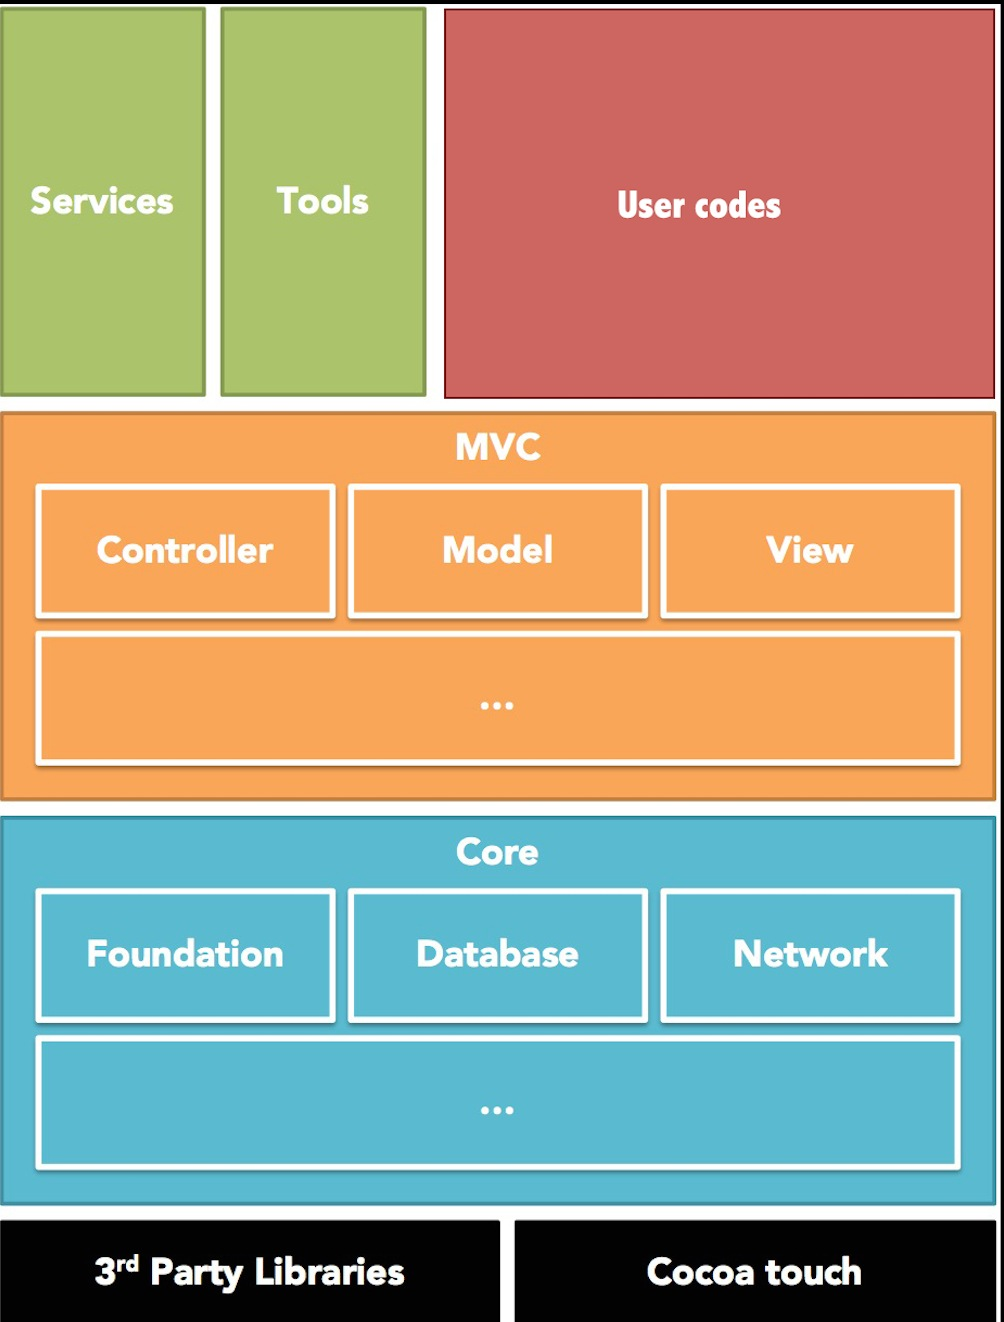 Services
Tools
User codes
MVC
Controller
Model
View
...
Core
Foundation
Database
Network
...
3rd Party Libraries
Cocoa touch